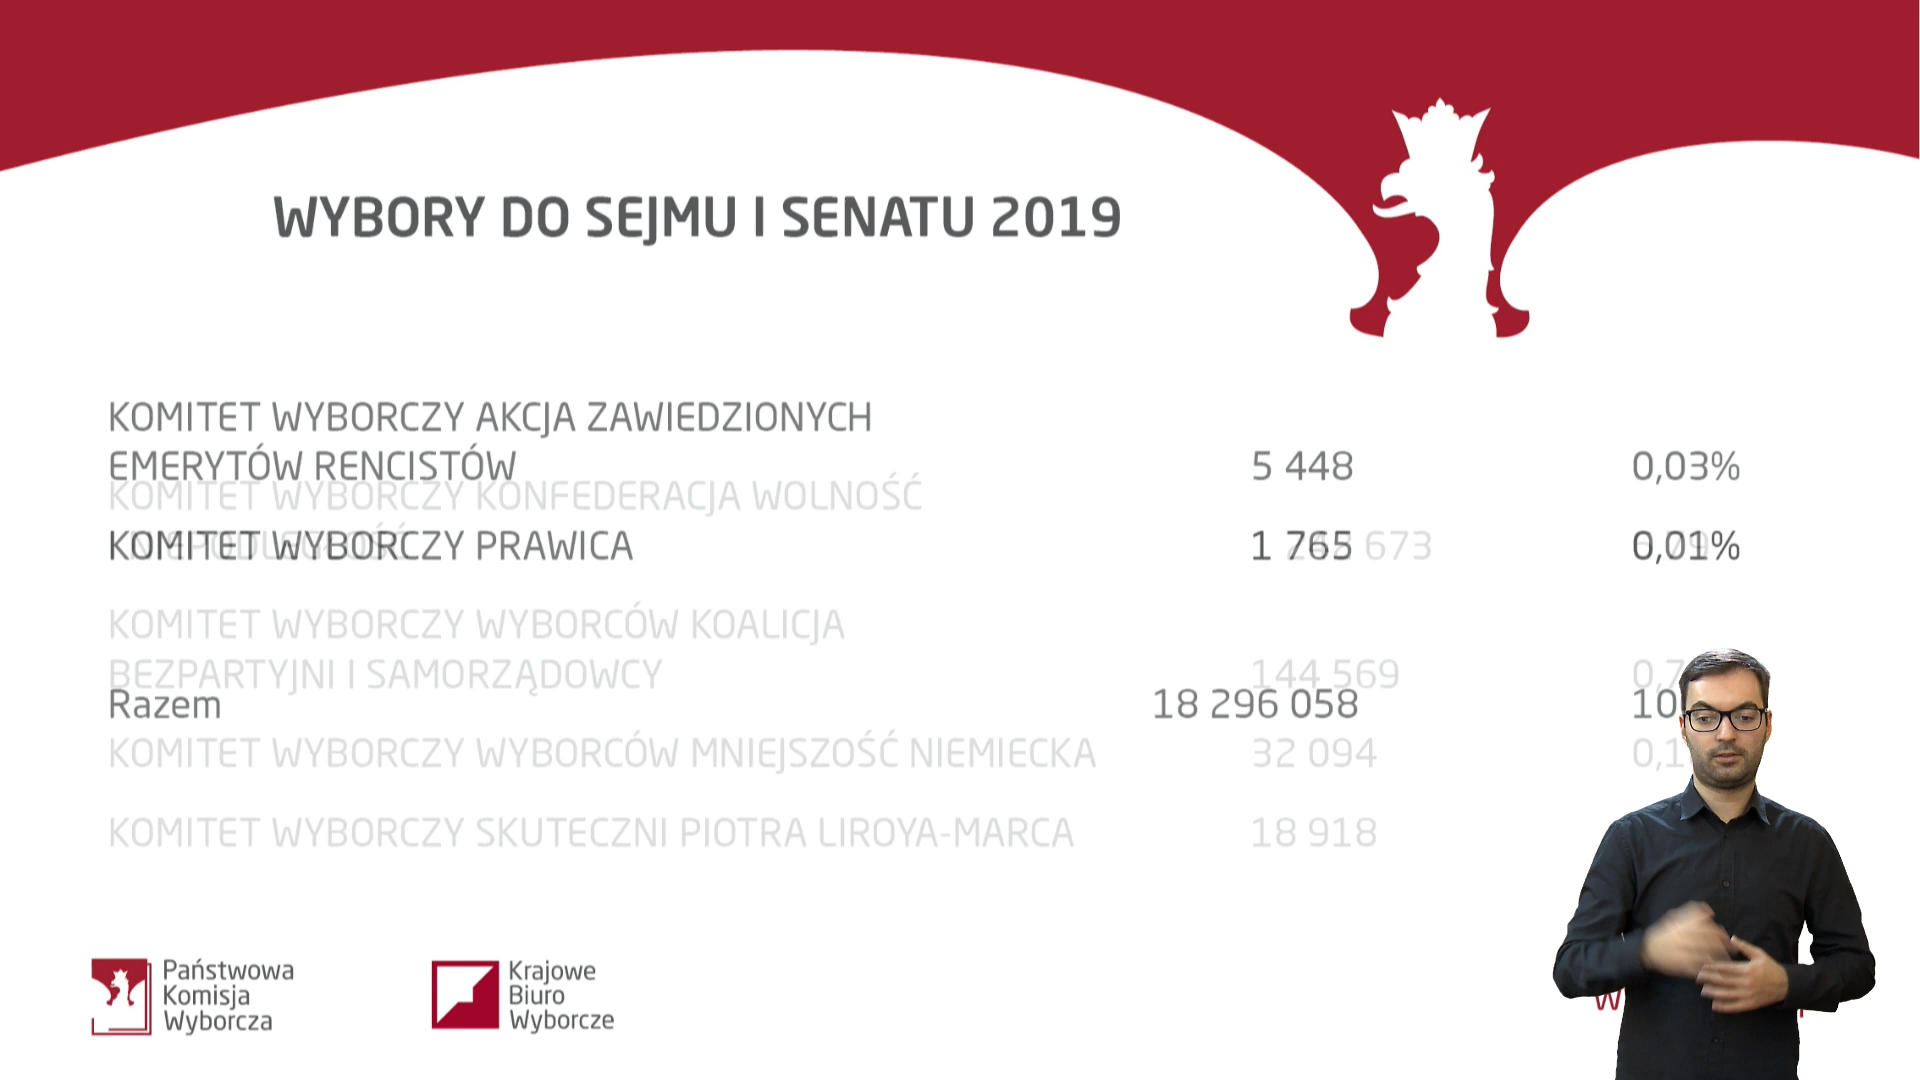 WYBORY DO SEJMU I SENATU 2019
KOMITET WYBORCZY AKCJA ZAWIEDZIONYCH
EMERYTÓW RENCISTÓW 5 448 0,03%
KOMITET WYBORCZY KONFEDERACJA WOLNOŚĆ
KOMITET WYBORCZY PRAWICA 1 765 0,01%
673
KOMITET WYBORCZY WYBORCÓW KOALICJA
BEZPARTYJNI I SAMORZĄDOWCY 144 569
Razem 18 296 058
KOMITET WYBORCZY WYBORCÓW MNIEJSZOŚĆ NIEMIECKA 32 094
KOMITET WYBORCZY SKUTECZNI PIOTRA LIROYA-MARCA 18 918
Państwowa
Komisja
Wyborcza
Krajowe
Biuro
Wyborcze